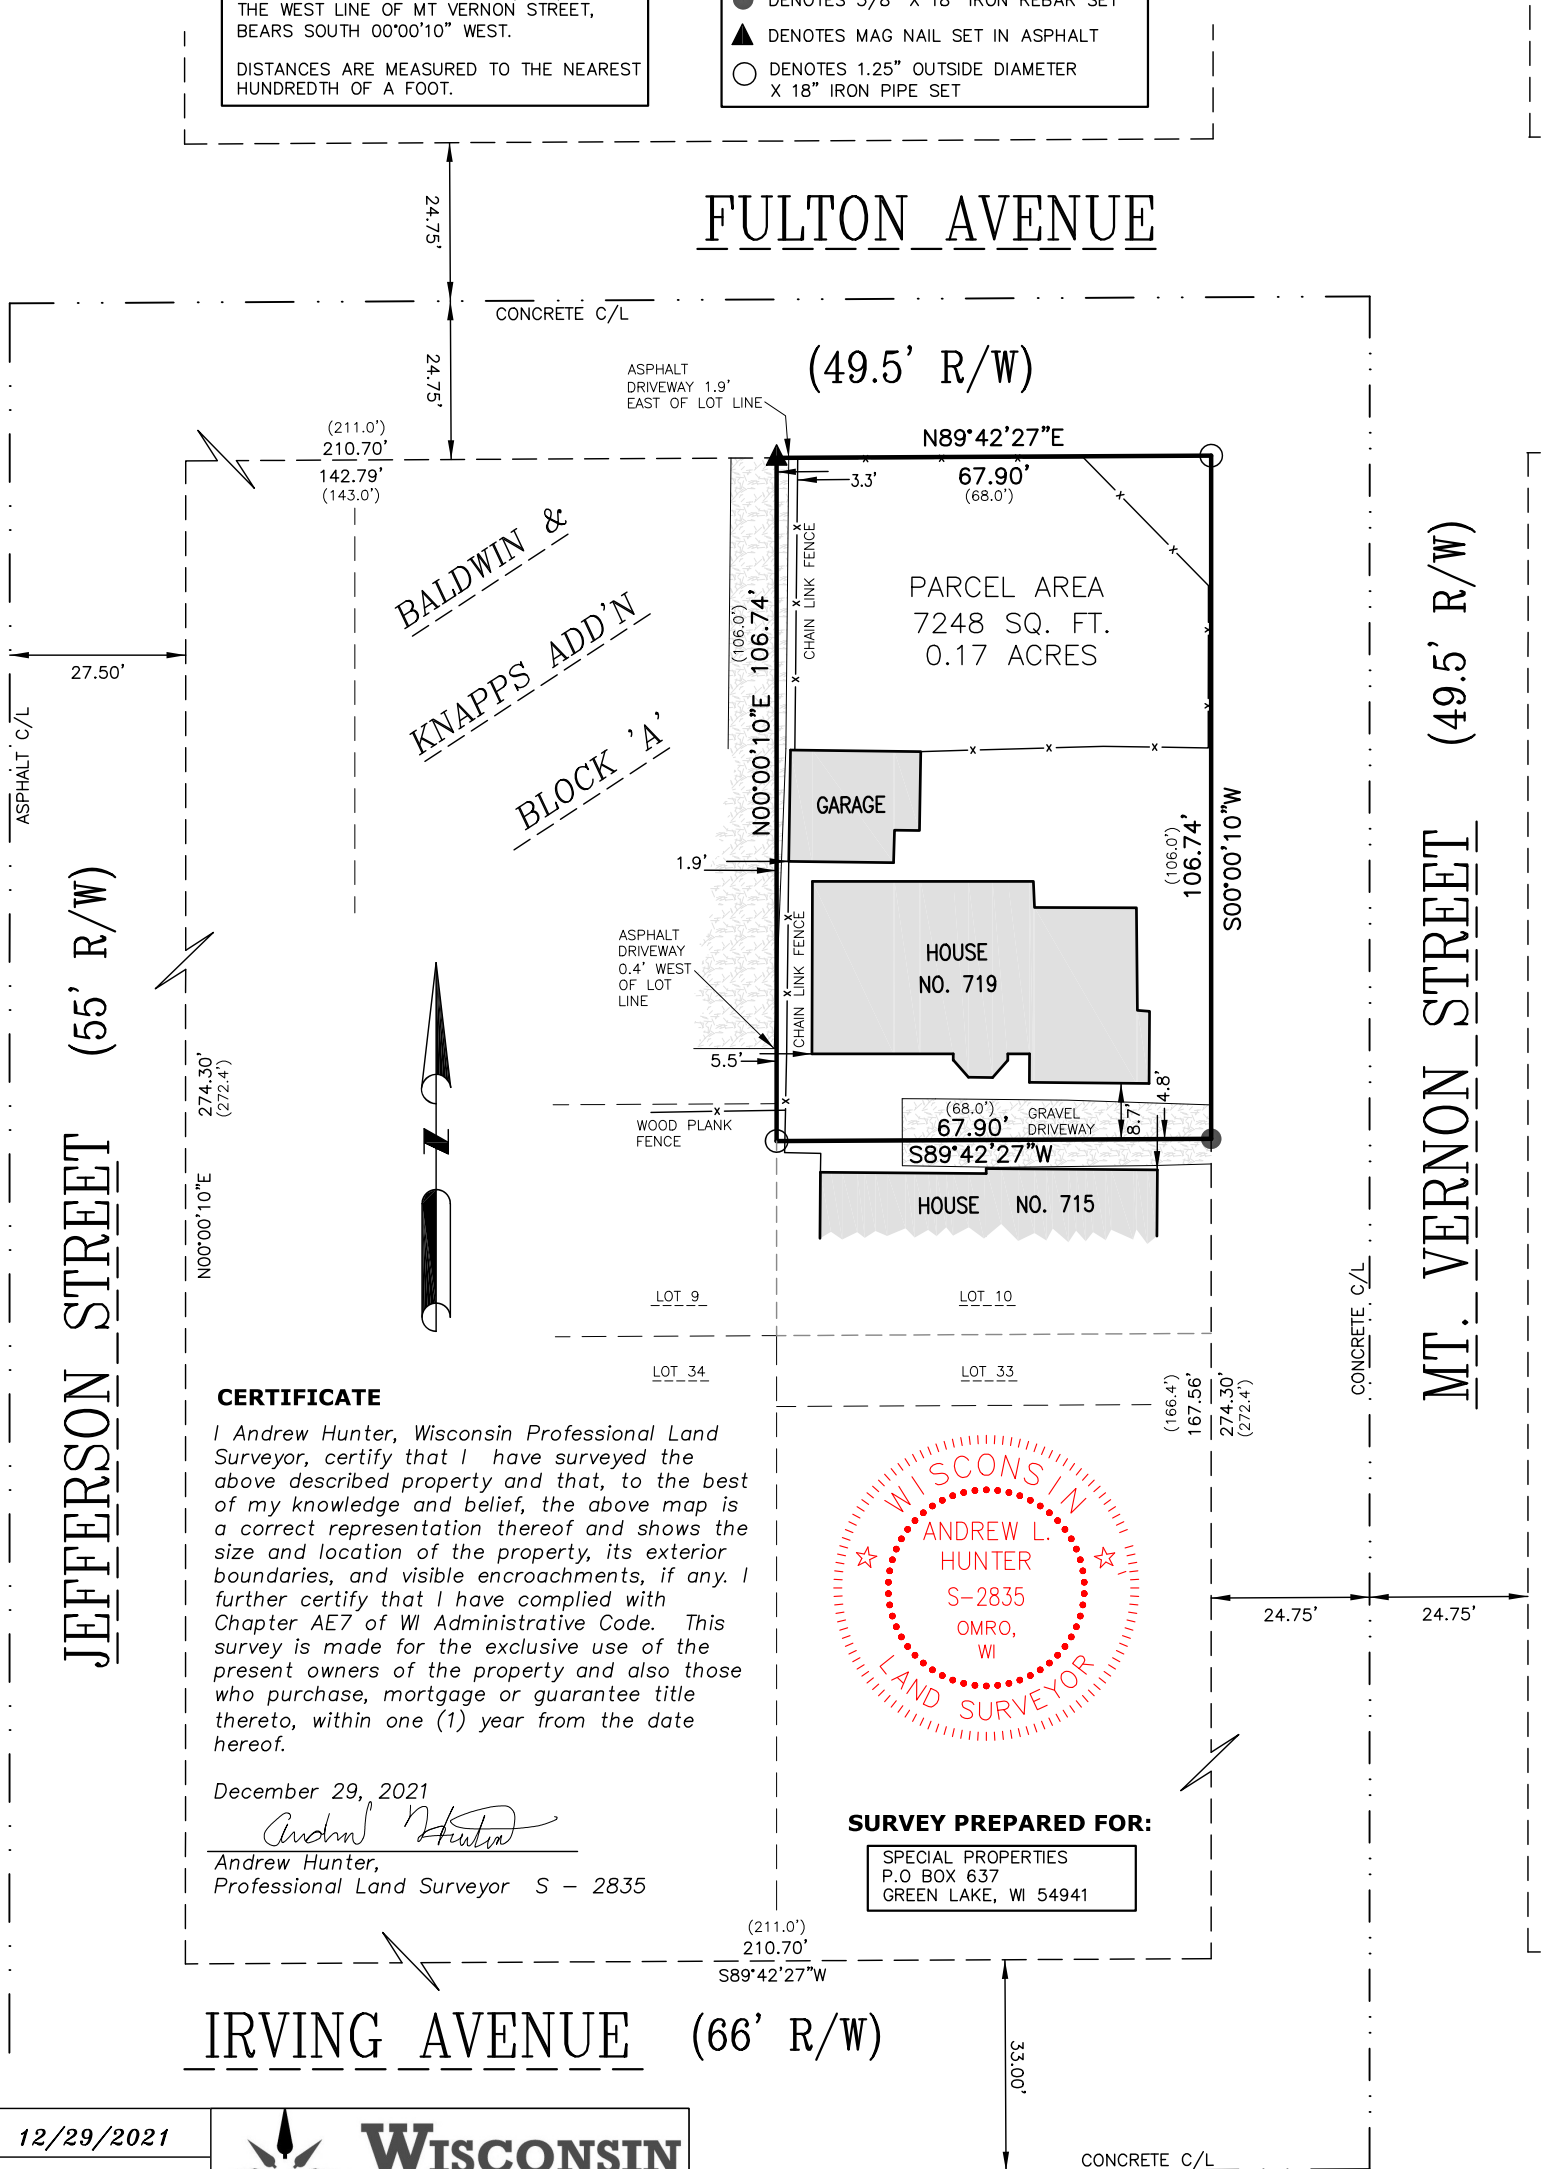 THE WEST LINE OF MT VERNON STREET,
BEARS SOUTH 00°00'10" WEST.
DISTANCES ARE MEASURED TO THE NEAREST
HUNDREDTH OF A FOOT.
DENOTES 5/8" X 18" IRON REBAR SET
DENOTES MAG NAIL SET IN ASPHALT
DENOTES 1.25" OUTSIDE DIAMETER
X 18" IRON PIPE SET
24.75'
FULTON AVENUE
CONCRETE C/L
24.75'
(49.5' R/W)
ASPHALT
DRIVEWAY 1.9'
EAST OF LOT LINE
(211.0')
210.70'
142.79'
(143.0')
N89°42'27"E
67.90'
(68.0')
3.3'
BALDWIN &
KNAPPS ADD'N
BLOCK 'A'
CHAIN LINK FENCE
PARCEL AREA
7248 SQ. FT.
0.17 ACRES
(106.0')
N00°00'10"E 106.74'
27.50'
ASPHALT C/L
GARAGE
1.9'
(106.0')
106.74'
S00°00'10"W
JEFFERSON STREET (55' R/W)
MT. VERNON STREET (49.5' R/W)
ASPHALT
DRIVEWAY
0.4' WEST
OF LOT
LINE
CHAIN LINK FENCE
HOUSE
NO. 719
5.5'
274.30'
(272.4')
N00°00'10"E
N
WOOD PLANK
FENCE
(68.0')
67.90'
S89°42'27"W
GRAVEL
DRIVEWAY
8.7'
4.8'
HOUSE NO. 715
LOT 9
LOT 10
LOT 34
LOT 33
CONCRETE C/L
(166.4')
167.56'
274.30'
(272.4')
CERTIFICATE
I Andrew Hunter, Wisconsin Professional Land
Surveyor, certify that I have surveyed the
above described property and that, to the best
of my knowledge and belief, the above map is
a correct representation thereof and shows the
size and location of the property, its exterior
boundaries, and visible encroachments, if any. I
further certify that I have complied with
Chapter AE7 of WI Administrative Code. This
survey is made for the exclusive use of the
present owners of the property and also those
who purchase, mortgage or guarantee title
thereto, within one (1) year from the date
hereof.
December 29, 2021
Andrew Hunter
Andrew Hunter,
Professional Land Surveyor S - 2835
WISCONSIN
ANDREW L.
HUNTER
S-2835
OMRO,
WI
LAND SURVEYOR
24.75'
24.75'
SURVEY PREPARED FOR:
SPECIAL PROPERTIES
P.O BOX 637
GREEN LAKE, WI 54941
(211.0')
210.70'
S89°42'27"W
IRVING AVENUE (66' R/W)
33.00'
CONCRETE C/L
12/29/2021
WISCONSIN